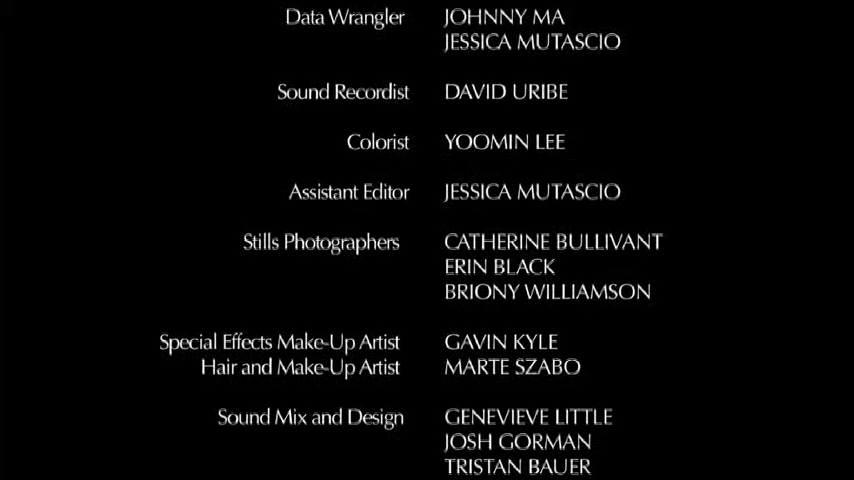 Data Wrangler JOHNNY MA
JESSICA MUTASCIO
Sound Recordist DAVID URIBE
Colorist YOOMIN LEE
Assistant Editor JESSICA MUTASCIO
Stills Photographers CATHERINE BULLIVANT
ERIN BLACK
BRIONY WILLIAMSON
Special Effects Make-Up Artist GAVIN KYLE
Hair and Make-Up Artist MARTE SZABO
Sound Mix and Design GENEVIEVE LITTLE
JOSH GORMAN
TRISTAN BAUER